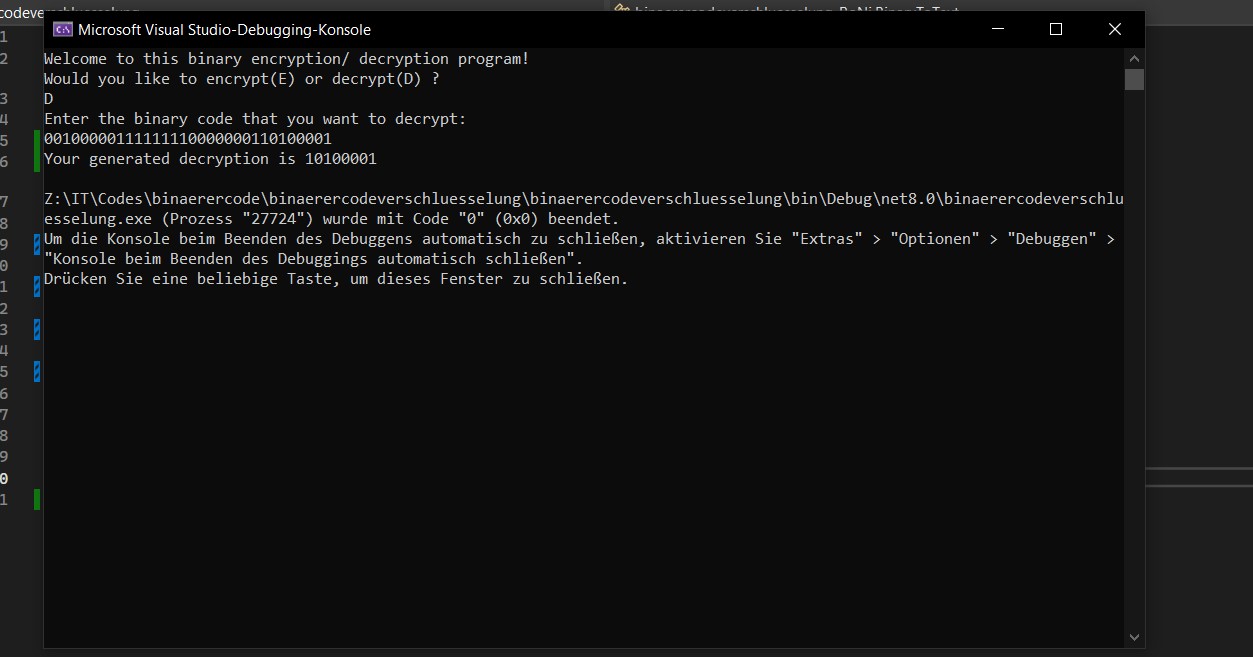 Microsoft Visual Studio-Debugging-Konsole
Welcome to this binary encryption/ decryption program!
Would you like to encrypt(E) or decrypt(D) ?
D
Enter the binary code that you want to decrypt:
00100000111111110000000110100001
Your generated decryption is 10100001
Z:\IT\Codes\binaerercode\binaerercodeverschluesselung\binaerercodeverschluesselung\bin\Debug\net8.0\binaerercodeverschlu
esselung.exe (Prozess "27724") wurde mit Code "0" (0x0) beendet.
Um die Konsole beim Beenden des Debuggens automatisch zu schließen, aktivieren Sie "Extras" > "Optionen" > "Debuggen" >
"Konsole beim Beenden des Debuggings automatisch schließen".
Drücken Sie eine beliebige Taste, um dieses Fenster zu schließen.
1
2
3
4
5
6
7
8
9
0
1
2
3
4
5
6
7
8
9
0
1